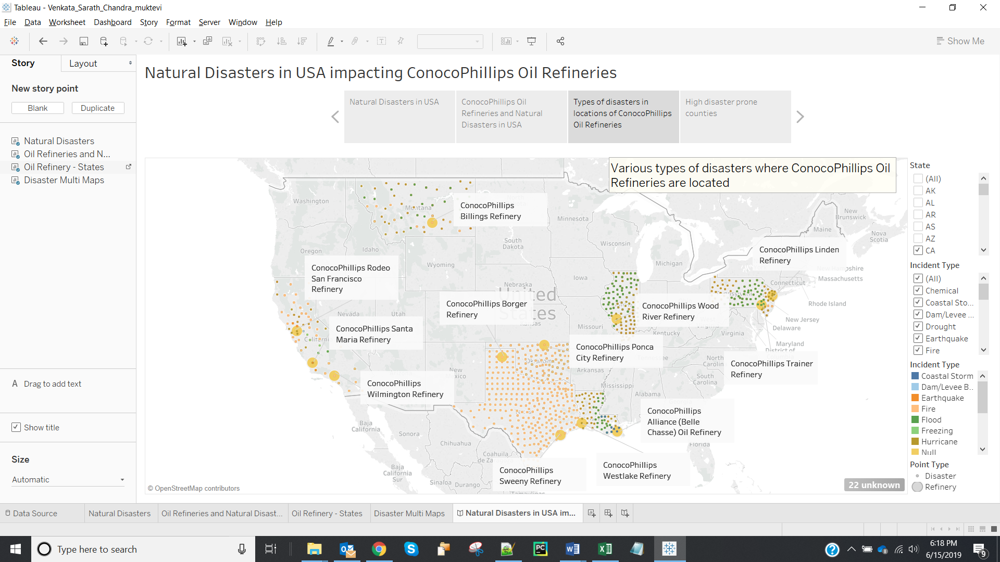 Tableau - Venkata_Sarath_Chandra_muktevi
File Data Worksheet Dashboard Story Format Server Window Help
Show Me
Story
Layout
New story point
Blank
Duplicate
Natural Disasters
Oil Refineries and N...
Oil Refinery - States
Disaster Multi Maps
A Drag to add text
Show title
Size
Automatic
Natural Disasters in USA impacting ConocoPhillips Oil Refineries
Natural Disasters in USA
ConocoPhillips Oil
Refineries and Natural
Disasters in USA
Types of disasters in
locations of ConocoPhillips
Oil Refineries
High disaster prone
counties
Various types of disasters where ConocoPhillips Oil
Refineries are located
Washington
Montana
ConocoPhillips
Billings Refinery
Minnesota
New
Brunswick
Maine
Nova
Scotia
Oregon
Idaho
South
Dakota
Wisconsin
ConocoPhillips Linden
Refinery
Wyoming
Michigan
New Hampshire
Massachusetts
Connecticut
Rhode Island
ConocoPhillips Rodeo
San Francisco
Refinery
Iowa
Nebraska
United
States
ConocoPhillips Borger
Refinery
ConocoPhillips Wood
River Refinery
Nevada
Utah
New Jersey
Delaware
ConocoPhillips Santa
Maria Refinery
Missouri
Kentucky
Virginia
Maryland
District of
ConocoPhillips Ponca
City Refinery
ConocoPhillips Trainer
Refinery
New
Mexico
Arkansas
North
Carolin
South
Carolina
ConocoPhillips
Wilmington Refinery
Mississippi
Alabama
ConocoPhillips
Alliance (Belle
Chasse) Oil Refinery
Baja
California
Sonora
Chihuahua
Florida
Coahuila
de Za
Baja
California
Sur
Sinaloa
Durango
ConocoPhillips
Sweeny Refinery
ConocoPhillips
Westlake Refinery
Tamaulipas
© OpenStreetMap contributors
22 unknown
State
(All)
AK
AL
AR
AS
AZ
CA
Incident Type
(All)
Chemical
Coastal Sto...
Dam/Levee ...
Drought
Earthquake
Fire
Incident Type
Coastal Storm
Dam/Levee B..
Earthquake
Fire
Flood
Freezing
Hurricane
Null
Point Type
Disaster
Refinery
Data Source
Natural Disasters
Oil Refineries and Natural Disast...
Oil Refinery - States
Disaster Multi Maps
Natural Disasters in USA im...
Type here to search
6:18 PM
6/15/2019
9